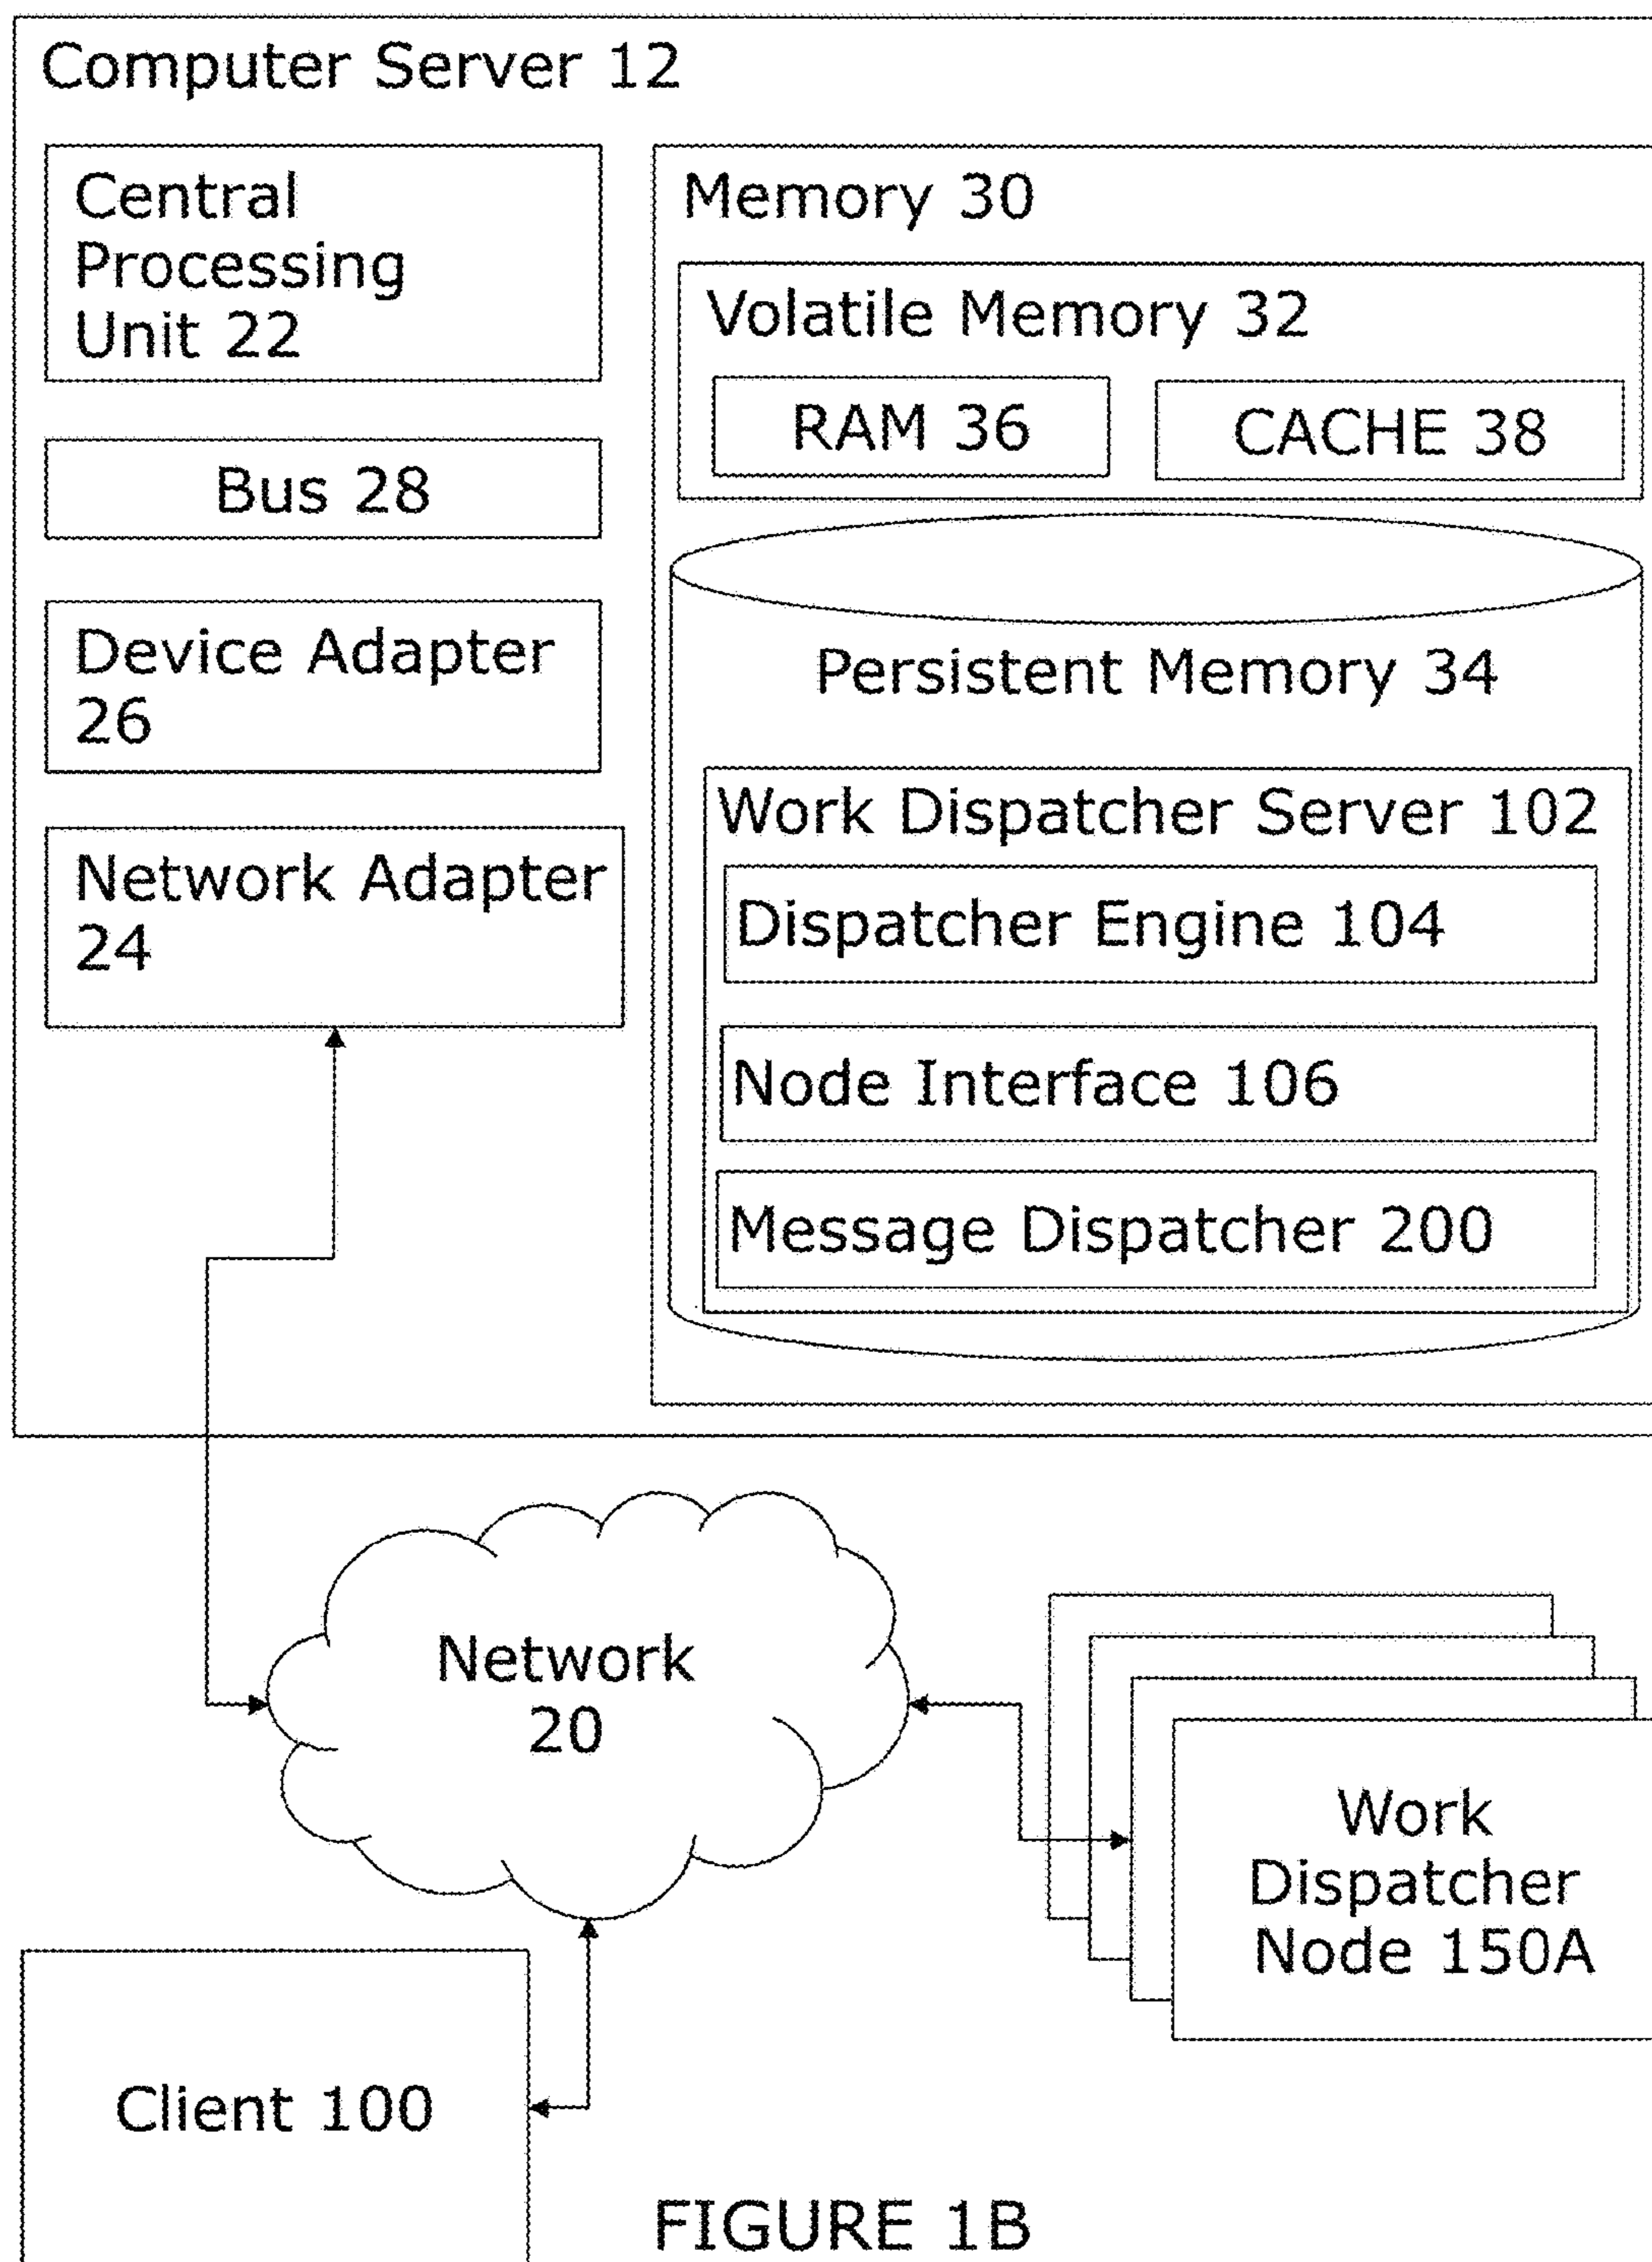 Computer Server 12
Central
Processing
Unit 22
Bus 28
Device Adapter
26
Network Adapter
24
Memory 30
Volatile Memory 32
RAM 36
CACHE 38
Persistent Memory 34
Work Dispatcher Server 102
Dispatcher Engine 104
Node Interface 106
Message Dispatcher 200
Network
20
Work
Dispatcher
Node 150A
Client 100
FIGURE 1B